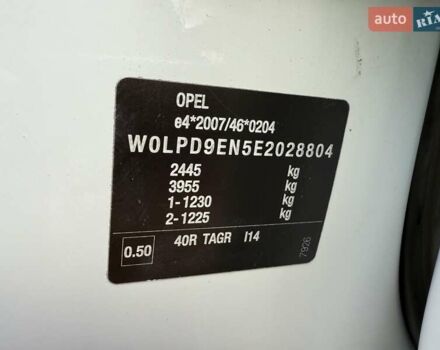 auto RIA
OPEL
e4*2007/46*0204
W0LPD9EN5E2028804
2445 kg
3955 kg
1-1230 kg
2-1225 kg
0.50 40R TAGR I14
7926